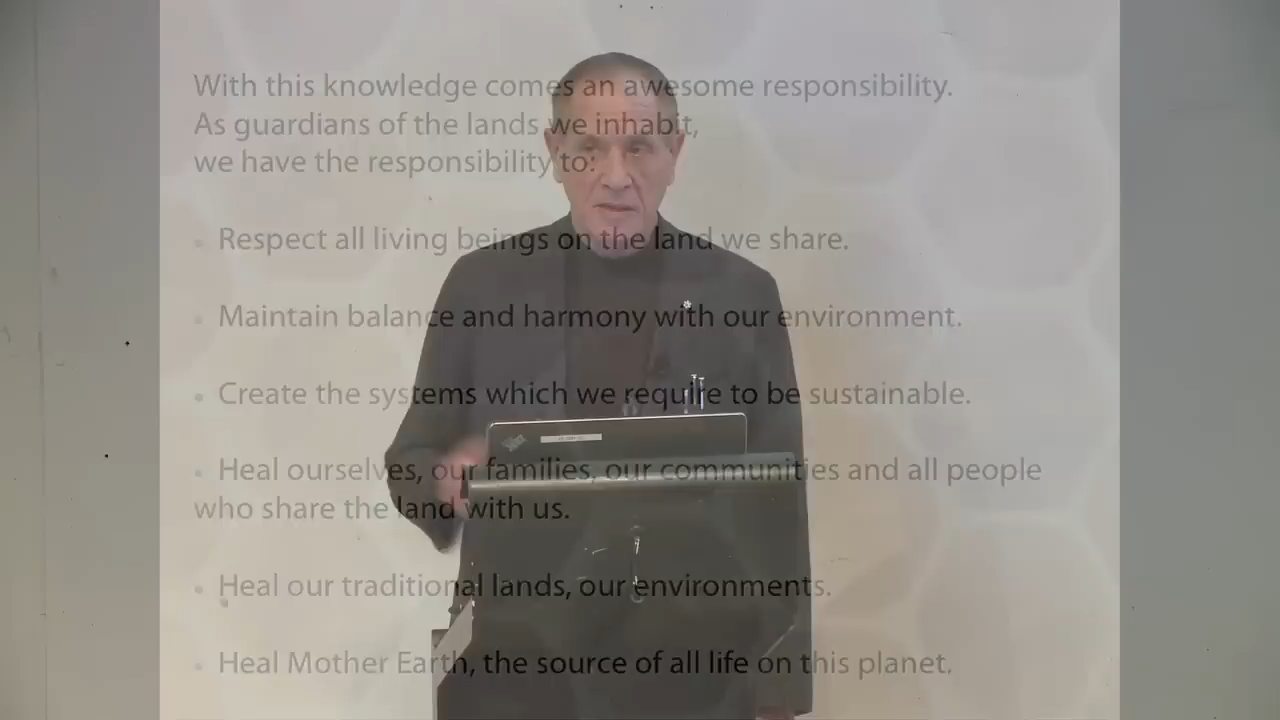 With this knowledge comes an awesome responsibility.
As guardians of the lands we inhabit,
we have the responsibility to:
• Respect all living beings on the land we share.
• Maintain balance and harmony with our environment.
• Create the systems which we require to be sustainable.
• Heal ourselves, our families, our communities and all people
who share the land with us.
• Heal our traditional lands, our environments.
• Heal Mother Earth, the source of all life on this planet.